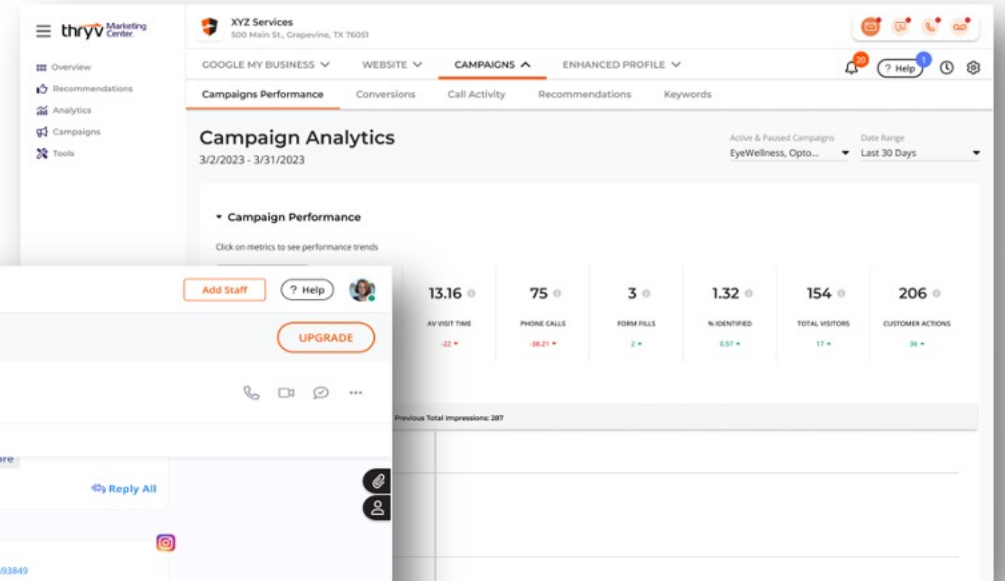 thryv Marketing Center.
XYZ Services
500 Main St., Grapevine, TX 76051
Overview
Recommendations
Analytics
Campaigns
Tools
GOOGLE MY BUSINESS WEBSITE CAMPAIGNS ENHANCED PROFILE
20 ? Help 1
Campaigns Performance Conversions Call Activity Recommendations Keywords
Campaign Analytics
3/2/2023 - 3/31/2023
Active & Paused Campaigns Date Range
EyeWellness, Opto... Last 30 Days
Campaign Performance
Click on metrics to see performance trends
13.16 75 3 1.32 154 206
AV VISIT TIME PHONE CALLS FORM FILLS % IDENTIFIED TOTAL VISITORS CUSTOMER ACTIONS
-22 -38.21 2 0.57 17 36
Previous Total Impressions: 287
Add Staff ? Help
UPGRADE
Reply All